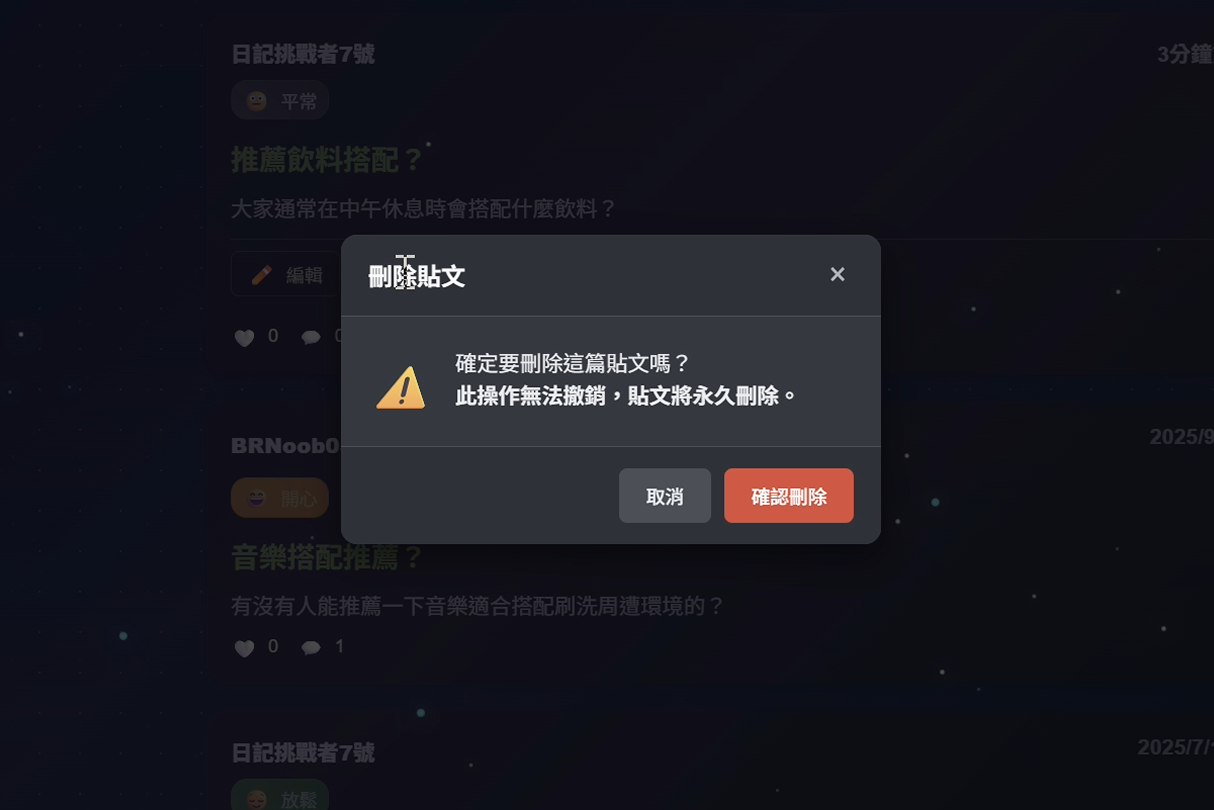 日記挑戰者7號
3分鐘
平常
推薦飲料搭配？
大家通常在中午休息時會搭配什麼飲料？
刪除貼文
×
編輯
0
確定要刪除這篇貼文嗎？
此操作無法撤銷，貼文將永久刪除。
2025/9
BRNoob0
開心
取消
確認刪除
音樂搭配推薦？
有沒有人能推薦一下音樂適合搭配刷洗周遭環境的？
0 1
日記挑戰者7號
2025/7/
放鬆